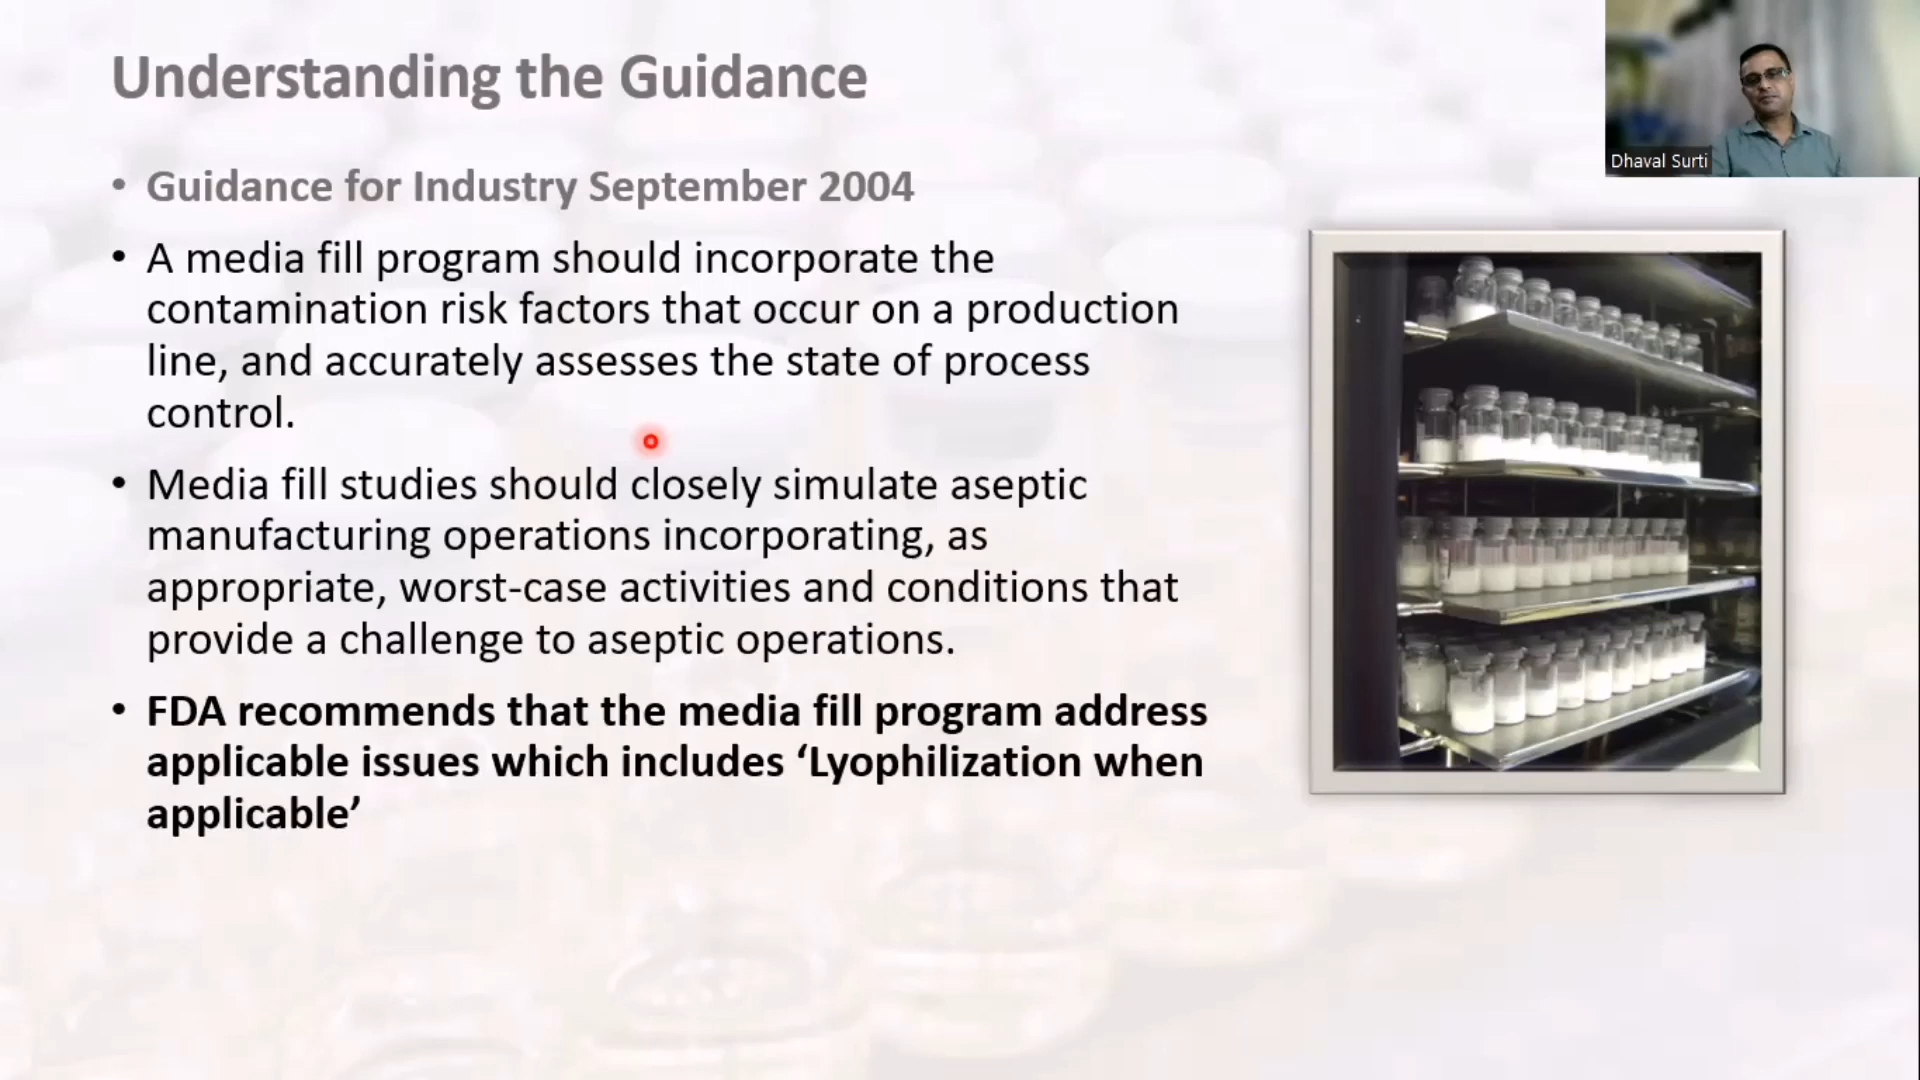 Understanding the Guidance
Dhaval Surti
• Guidance for Industry September 2004
• A media fill program should incorporate the
contamination risk factors that occur on a production
line, and accurately assesses the state of process
control.
• Media fill studies should closely simulate aseptic
manufacturing operations incorporating, as
appropriate, worst-case activities and conditions that
provide a challenge to aseptic operations.
• FDA recommends that the media fill program address
applicable issues which includes ‘Lyophilization when
applicable’